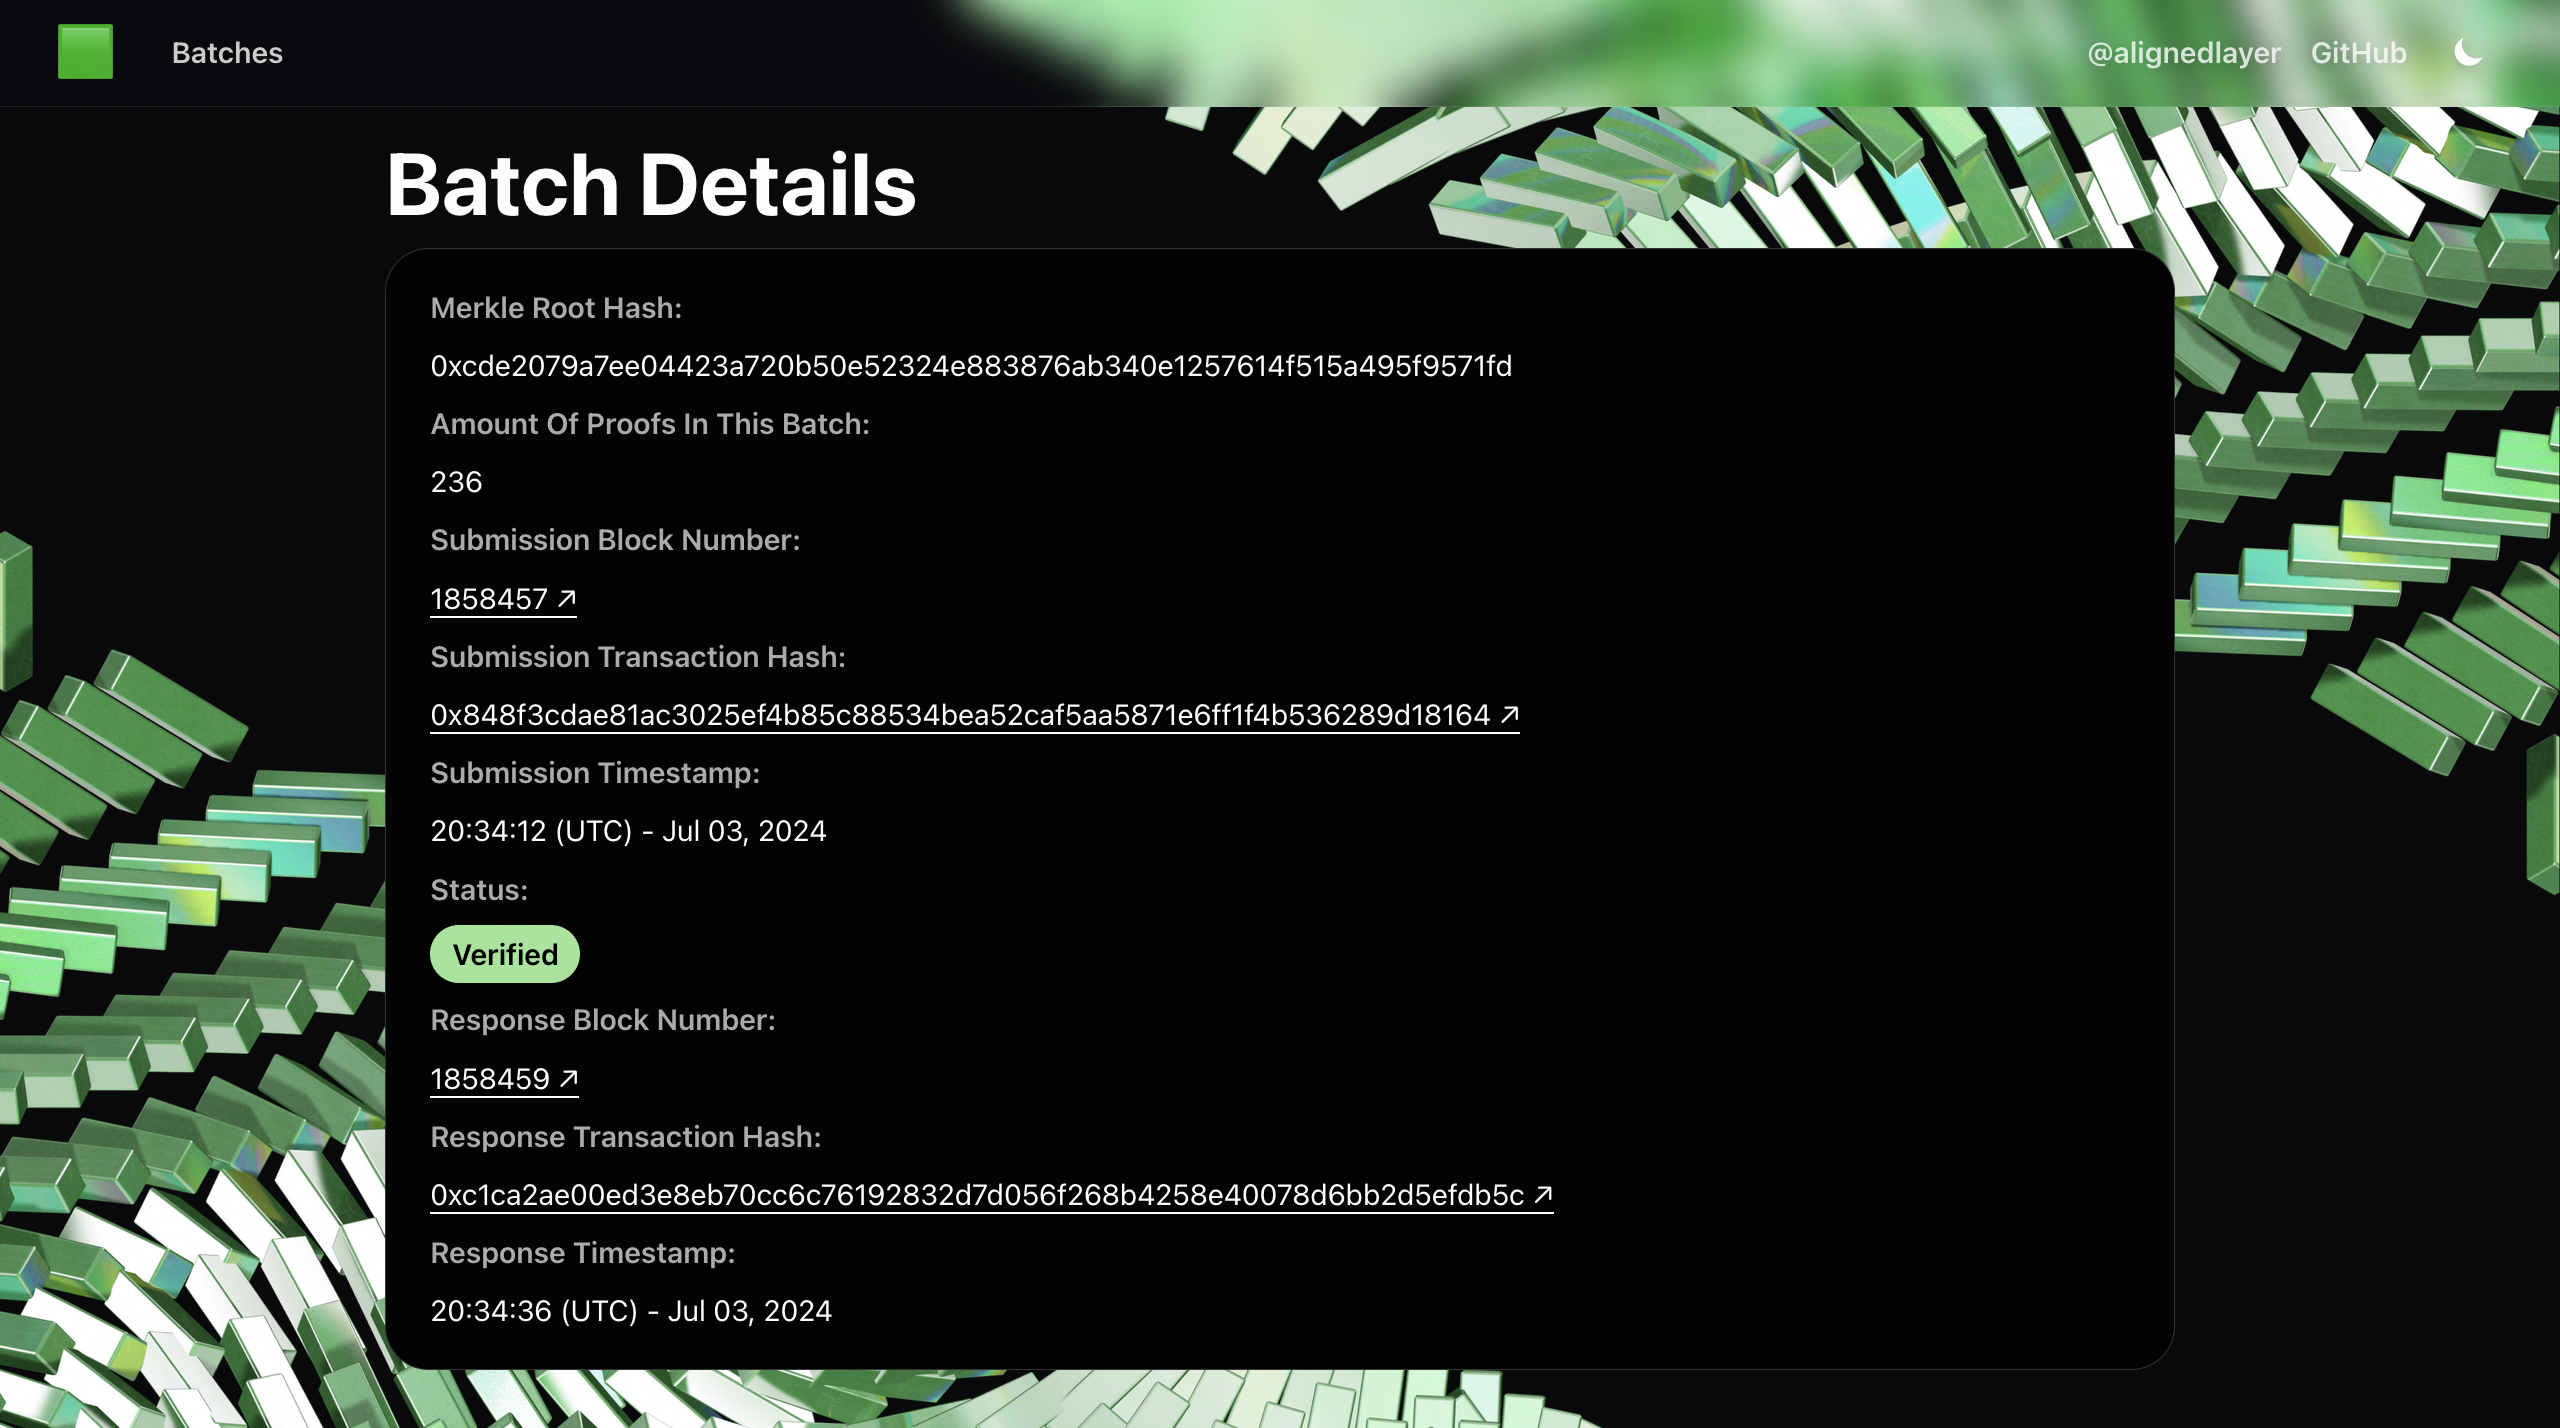 Batches
@alignedlayer GitHub
Batch Details
Merkle Root Hash:
0xcde2079a7ee04423a720b50e52324e883876ab340e1257614f515a495f9571fd
Amount Of Proofs In This Batch:
236
Submission Block Number:
1858457 ↗
Submission Transaction Hash:
0x848f3cdae81ac3025ef4b85c88534bea52caf5aa5871e6ff1f4b536289d18164 ↗
Submission Timestamp:
20:34:12 (UTC) - Jul 03, 2024
Status:
Verified
Response Block Number:
1858459 ↗
Response Transaction Hash:
0xc1ca2ae00ed3e8eb70cc6c76192832d7d056f268b4258e40078d6bb2d5efdb5c ↗
Response Timestamp:
20:34:36 (UTC) - Jul 03, 2024